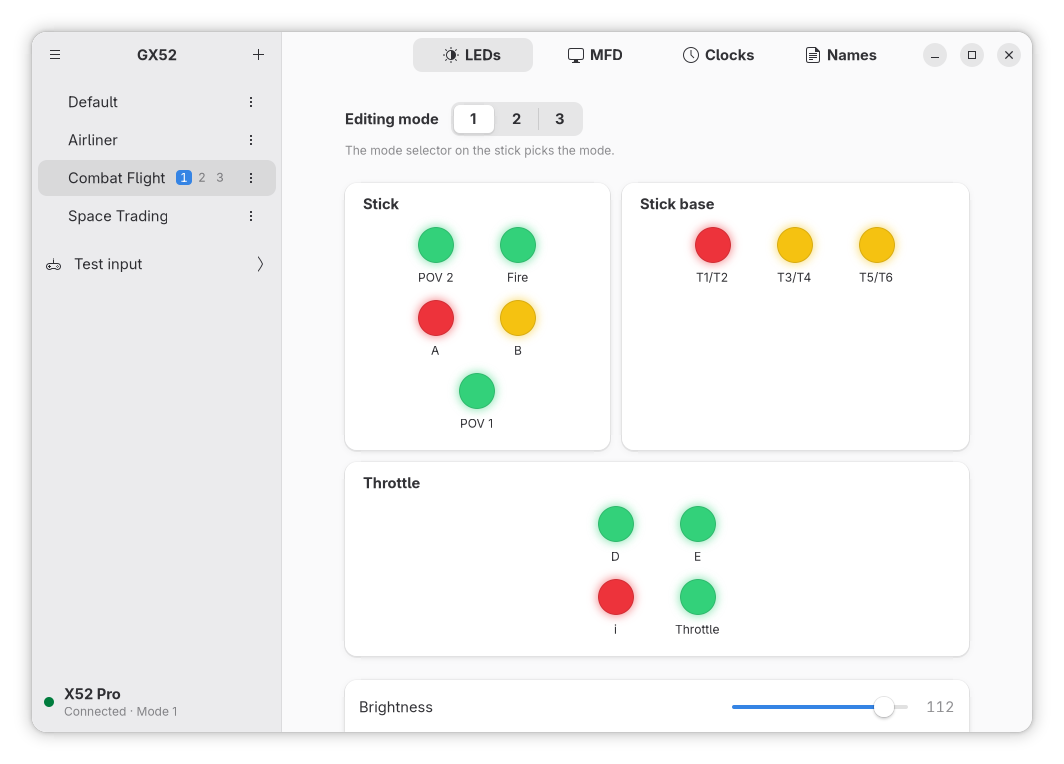 GX52
Default
Airliner
Combat Flight 1 2 3
Space Trading
Test input
X52 Pro
Connected · Mode 1
LEDs MFD Clocks Names
Editing mode 1 2 3
The mode selector on the stick picks the mode.
Stick
POV 2 Fire
A B
POV 1
Stick base
T1/T2 T3/T4 T5/T6
Throttle
D E
i Throttle
Brightness 112